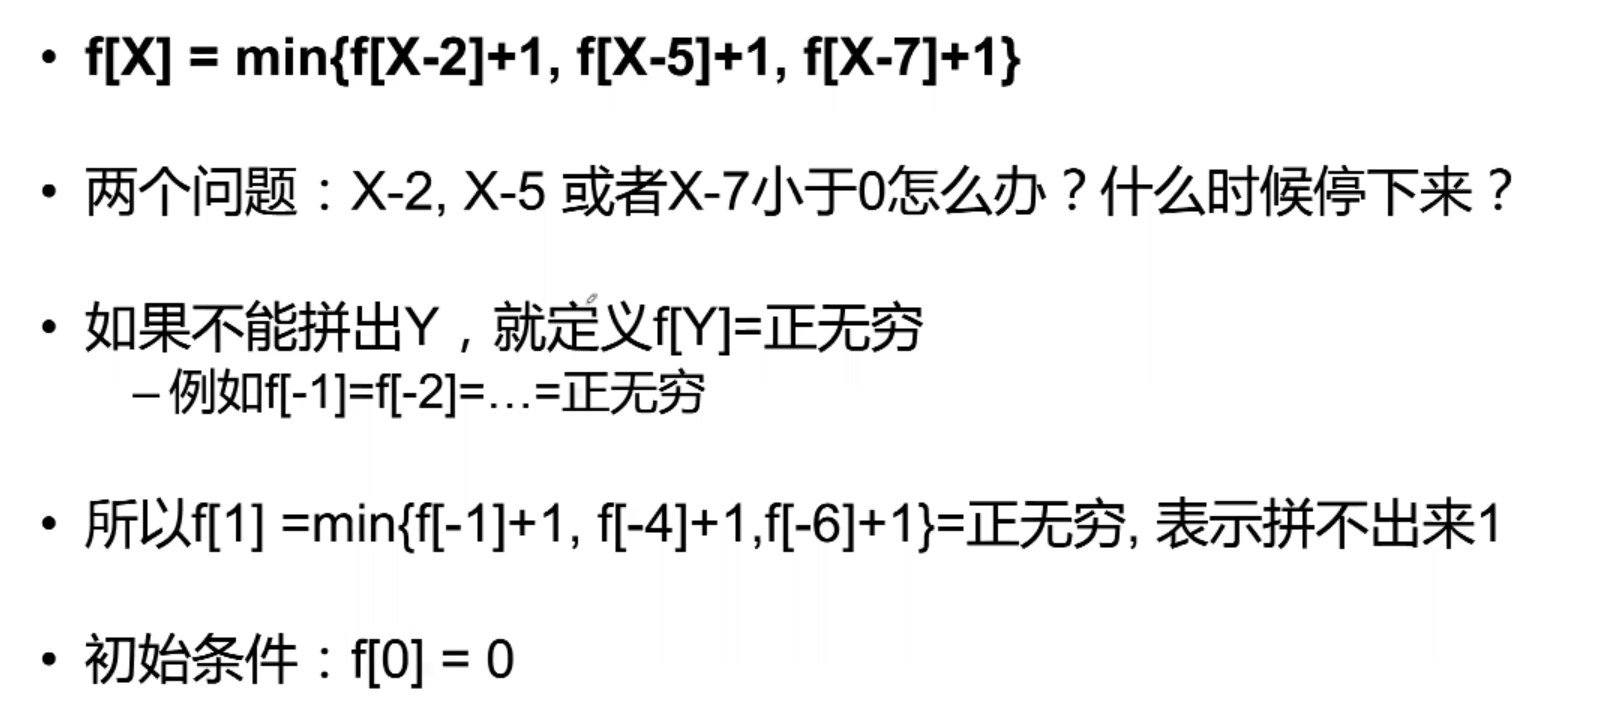 • f[X] = min{f[X-2]+1, f[X-5]+1, f[X-7]+1}
• 两个问题：X-2, X-5 或者X-7小于0怎么办？什么时候停下来？
• 如果不能拼出Y，就定义f[Y]=正无穷
– 例如f[-1]=f[-2]=…=正无穷
• 所以f[1] =min{f[-1]+1, f[-4]+1,f[-6]+1}=正无穷, 表示拼不出来1
• 初始条件：f[0] = 0